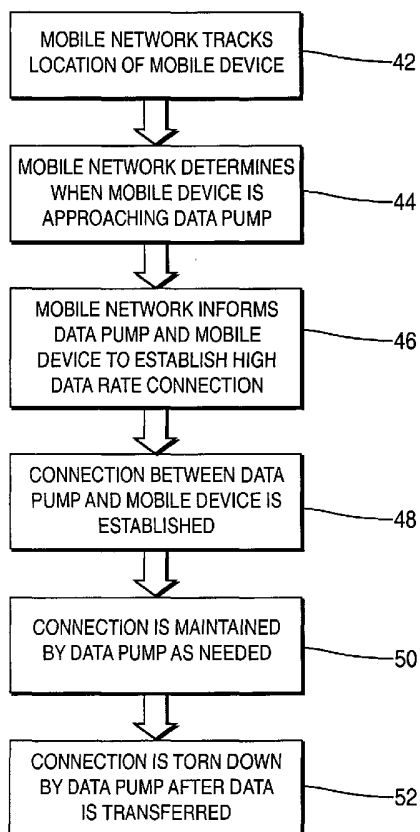 MOBILE NETWORK TRACKS
LOCATION OF MOBILE DEVICE
42
MOBILE NETWORK DETERMINES
WHEN MOBILE DEVICE IS
APPROACHING DATA PUMP
44
MOBILE NETWORK INFORMS
DATA PUMP AND MOBILE
DEVICE TO ESTABLISH HIGH
DATA RATE CONNECTION
46
CONNECTION BETWEEN DATA
PUMP AND MOBILE DEVICE IS
ESTABLISHED
48
CONNECTION IS MAINTAINED
BY DATA PUMP AS NEEDED
50
CONNECTION IS TORN DOWN
BY DATA PUMP AFTER DATA
IS TRANSFERRED
52